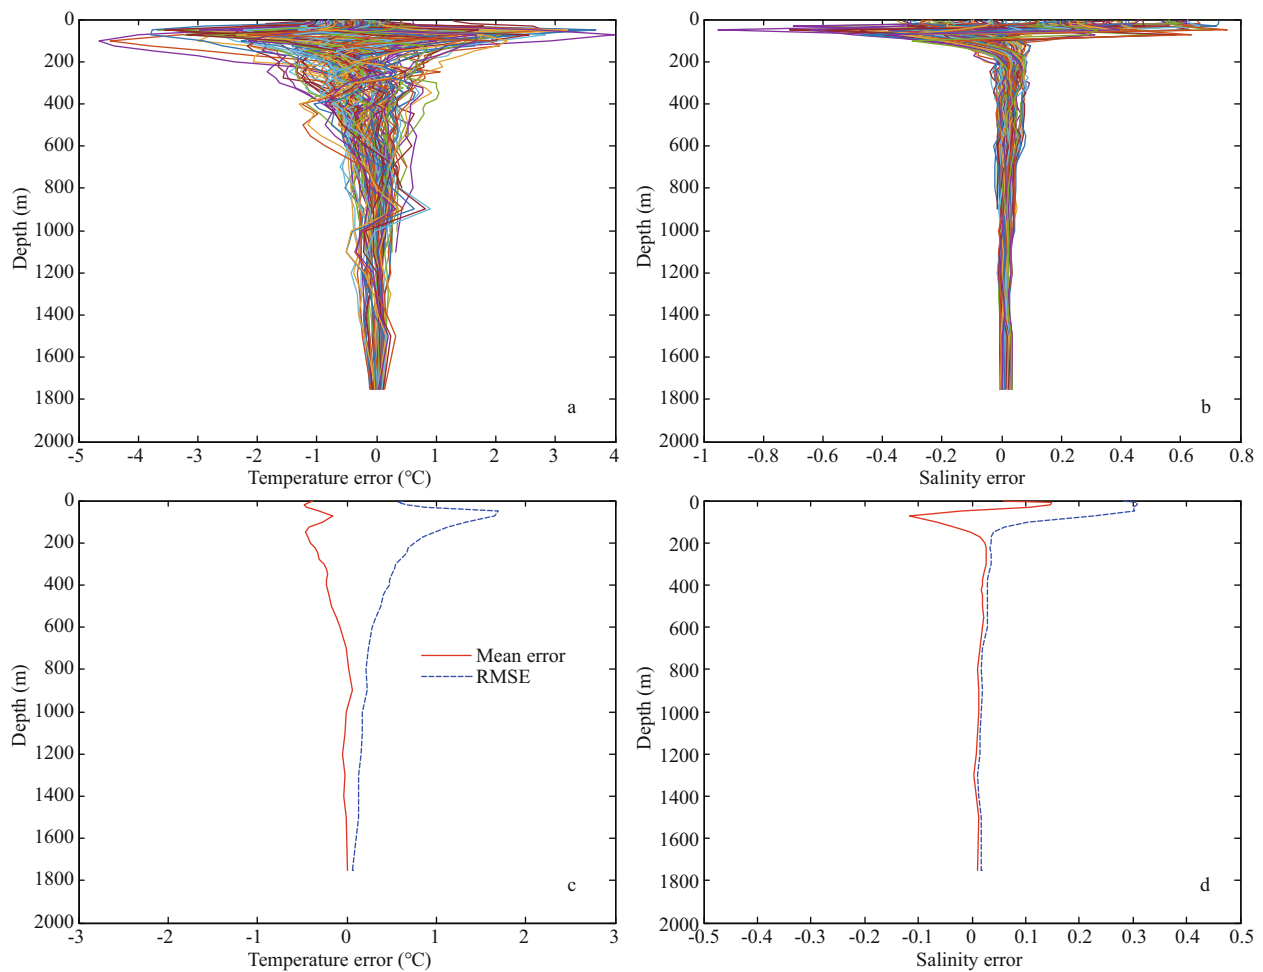 0
200
400
600
800
1000
1200
1400
1600
1800
2000
Depth (m)
-5 -4 -3 -2 -1 0 1 2 3 4
Temperature error (℃)
a
0
200
400
600
800
1000
1200
1400
1600
1800
2000
Depth (m)
-1 -0.8 -0.6 -0.4 -0.2 0 0.2 0.4 0.6 0.8
Salinity error
b
0
200
400
600
800
1000
1200
1400
1600
1800
2000
Depth (m)
Mean error
RMSE
-3 -2 -1 0 1 2 3
Temperature error (℃)
c
0
200
400
600
800
1000
1200
1400
1600
1800
2000
Depth (m)
-0.5 -0.4 -0.3 -0.2 -0.1 0 0.1 0.2 0.3 0.4 0.5
Salinity error
d